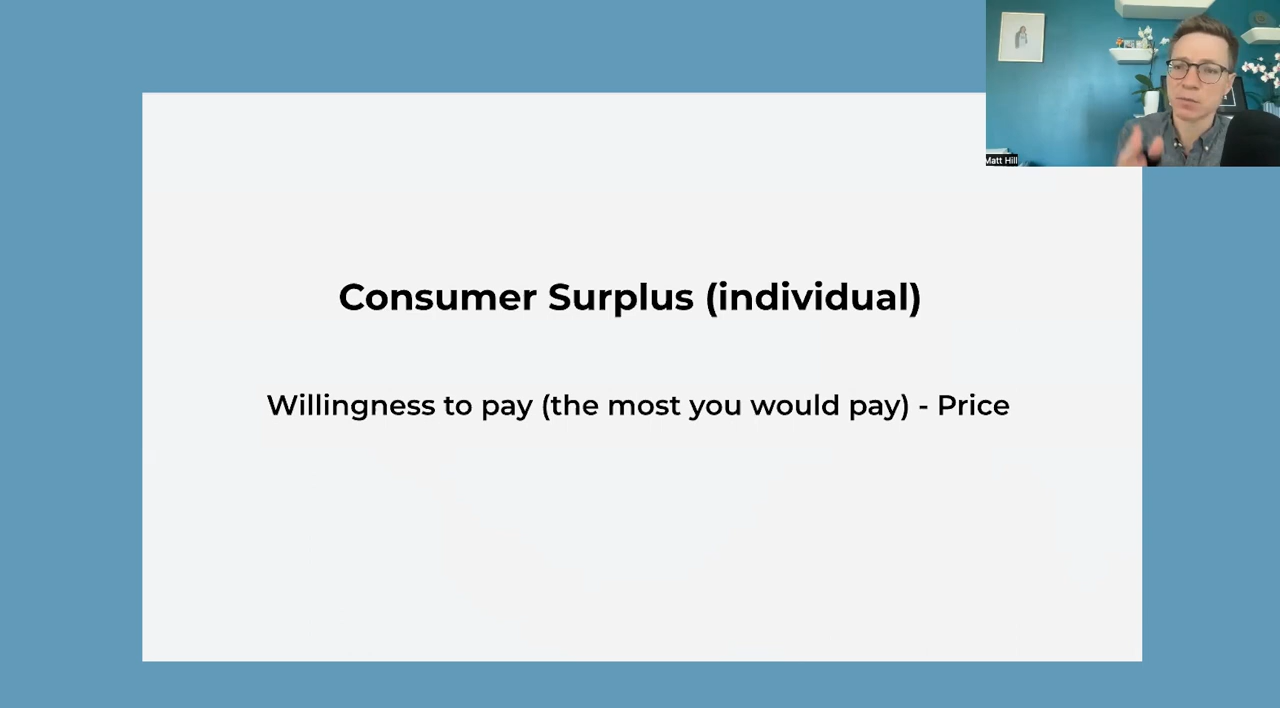 Matt Hill
Consumer Surplus (individual)
Willingness to pay (the most you would pay) - Price